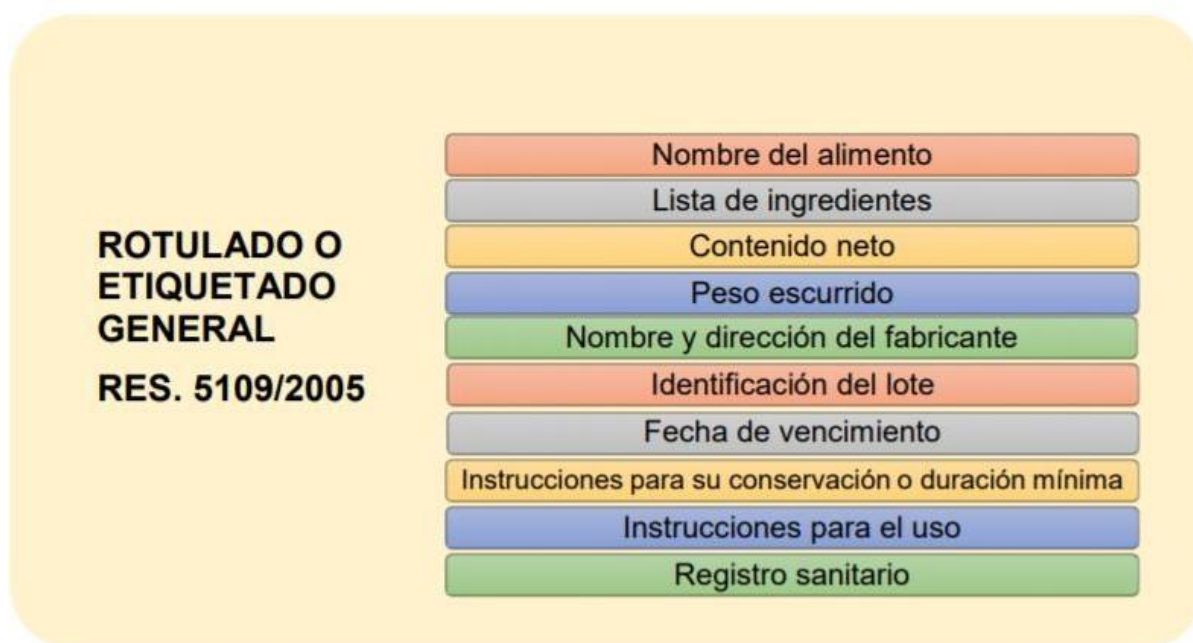 ROTULADO O
ETIQUETADO
GENERAL
RES. 5109/2005
Nombre del alimento
Lista de ingredientes
Contenido neto
Peso escurrido
Nombre y dirección del fabricante
Identificación del lote
Fecha de vencimiento
Instrucciones para su conservación o duración mínima
Instrucciones para el uso
Registro sanitario